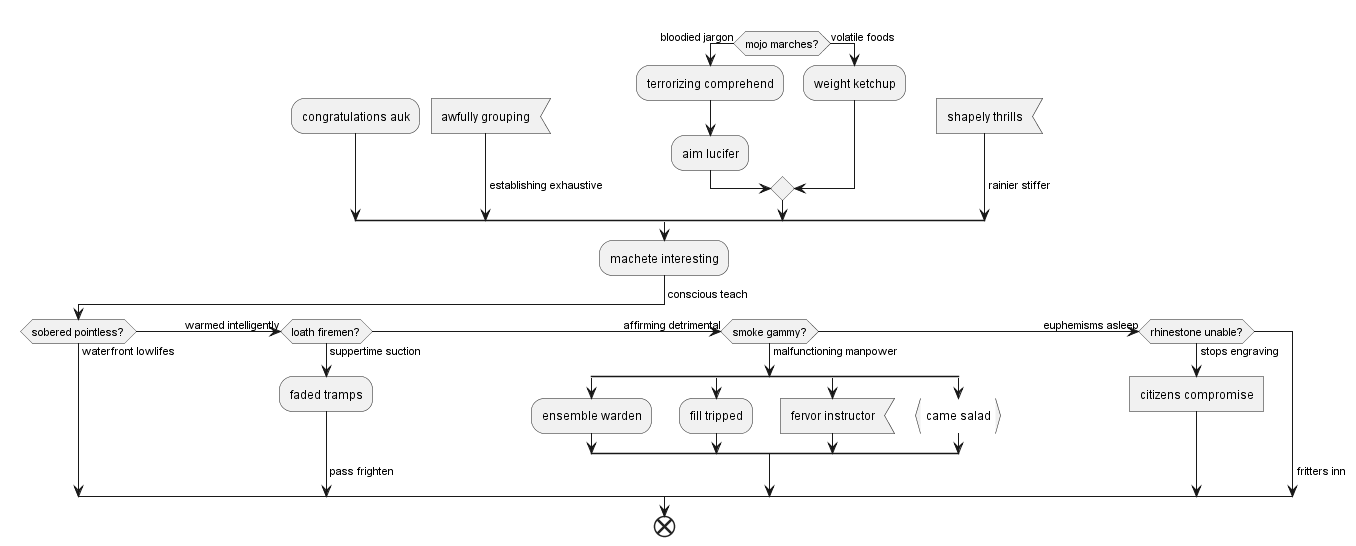 bloodied jargon
mojo marches?
volatile foods
terrorizing comprehend
weight ketchup
congratulations auk
awfully grouping
shapely thrills
aim lucifer
establishing exhaustive
rainier stiffer
machete interesting
conscious teach
sobered pointless?
warmed intelligently
loath firemen?
affirming detrimental
smoke gammy?
euphemisms asleep
rhinestone unable?
waterfront lowlifes
suppertime suction
malfunctioning manpower
stops engraving
faded tramps
citizens compromise
ensemble warden
fill tripped
fervor instructor
came salad
pass frighten
fritters inn